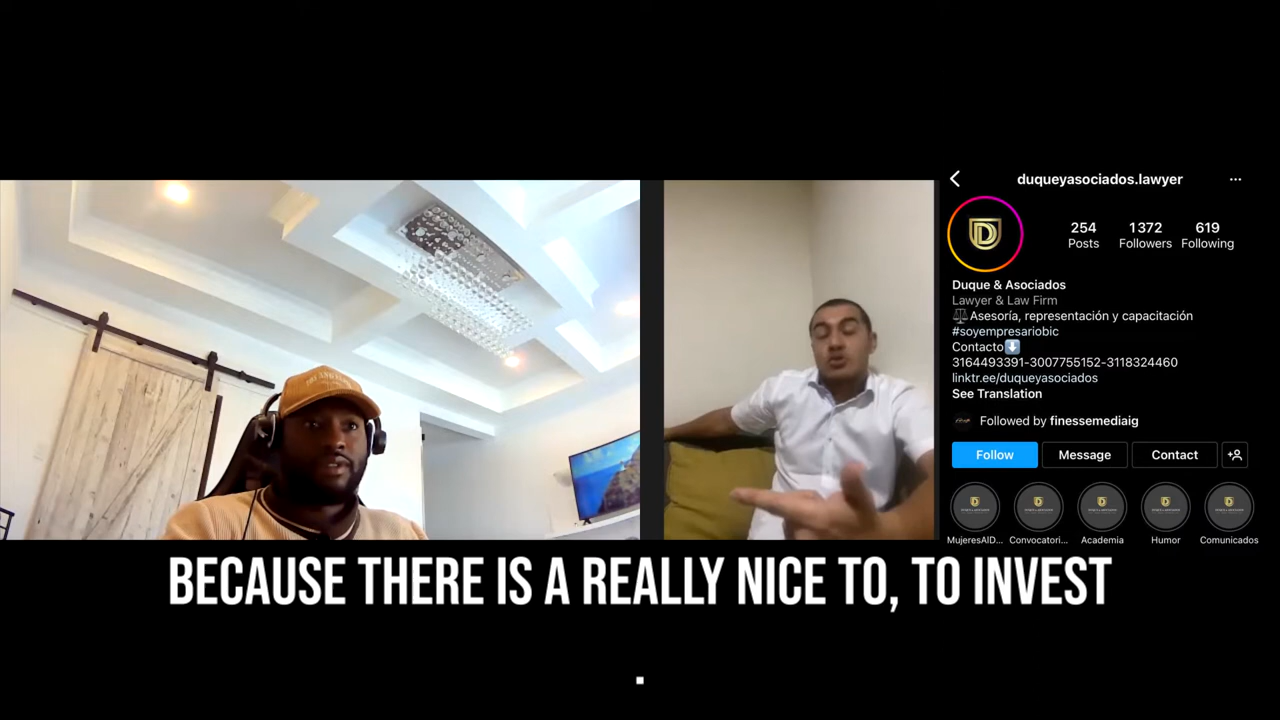 duqueyasociados.lawyer
254
1372
619
Posts
Followers
Following
Duque & Asociados
Lawyer & Law Firm
⚖️Asesoría, representación y capacitación
#soyempresariobic
Contacto⬇️
3164493391-3007755152-3118324460
linktr.ee/duqueyasociados
See Translation
Followed by finessemediaig
Follow
Message
Contact
MujeresAlD...
Convocatori...
Academia
Humor
Comunicados
BECAUSE THERE IS A REALLY NICE TO, TO INVEST